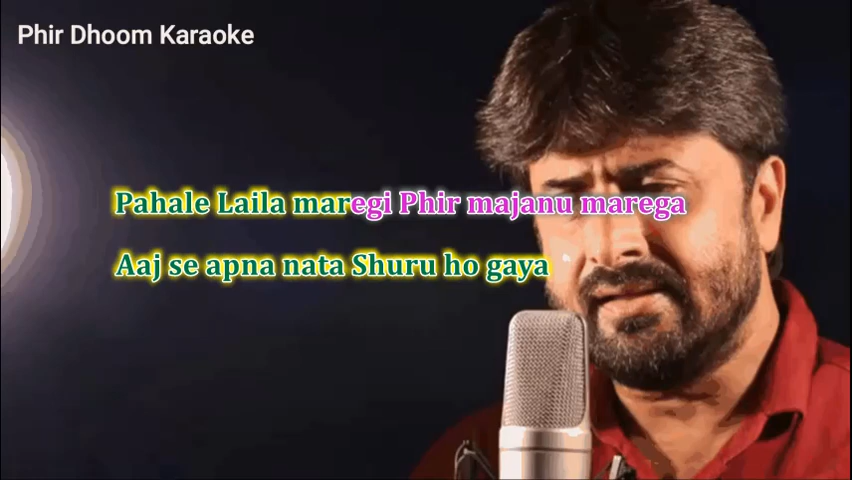 Phir Dhoom Karaoke
Pahale Laila maregi Phir majanu marega
Aaj se apna nata Shuru ho gaya